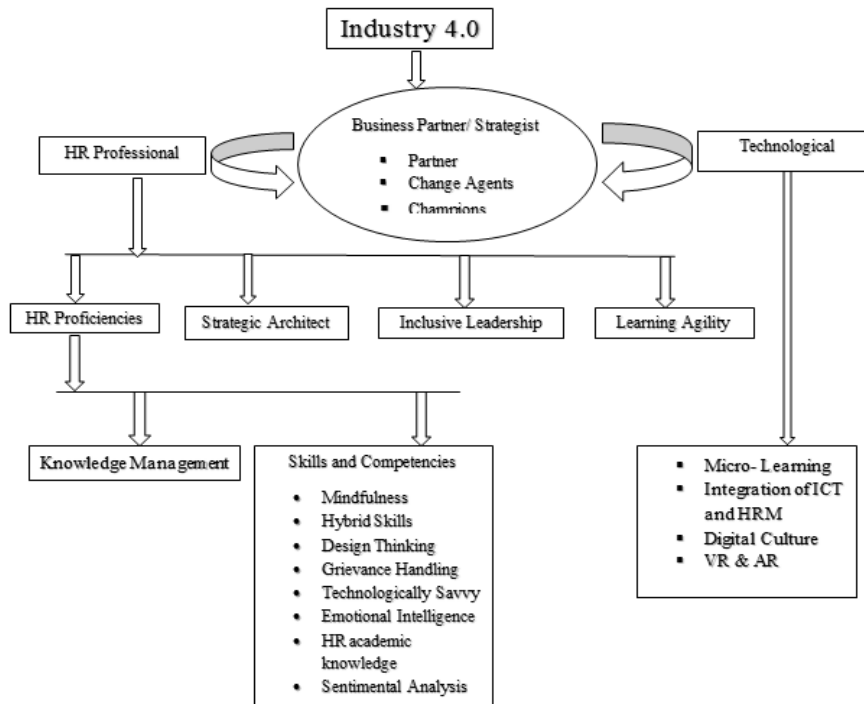 Industry 4.0
Business Partner/ Strategist
Partner
Change Agents
Champions
HR Professional
Technological
HR Proficiencies
Strategic Architect
Inclusive Leadership
Learning Agility
Knowledge Management
Skills and Competencies
Mindfulness
Hybrid Skills
Design Thinking
Grievance Handling
Technologically Savvy
Emotional Intelligence
HR academic
knowledge
Sentimental Analysis
Micro- Learning
Integration of ICT
and HRM
Digital Culture
VR & AR